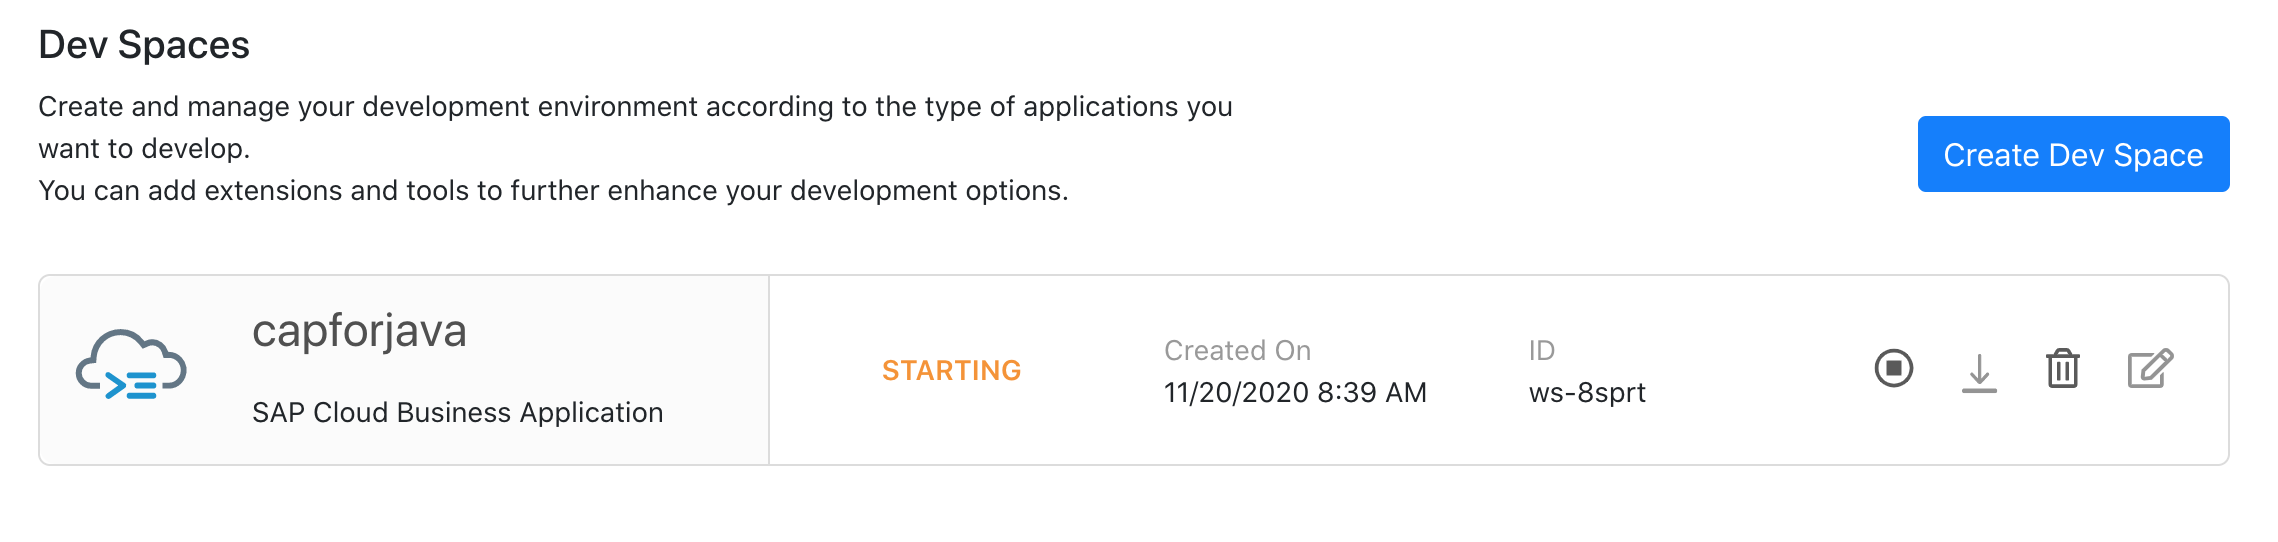 Dev Spaces
Create and manage your development environment according to the type of applications you
want to develop.
You can add extensions and tools to further enhance your development options.
Create Dev Space
capforjava
SAP Cloud Business Application
STARTING
Created On
11/20/2020 8:39 AM
ID
ws-8sprt